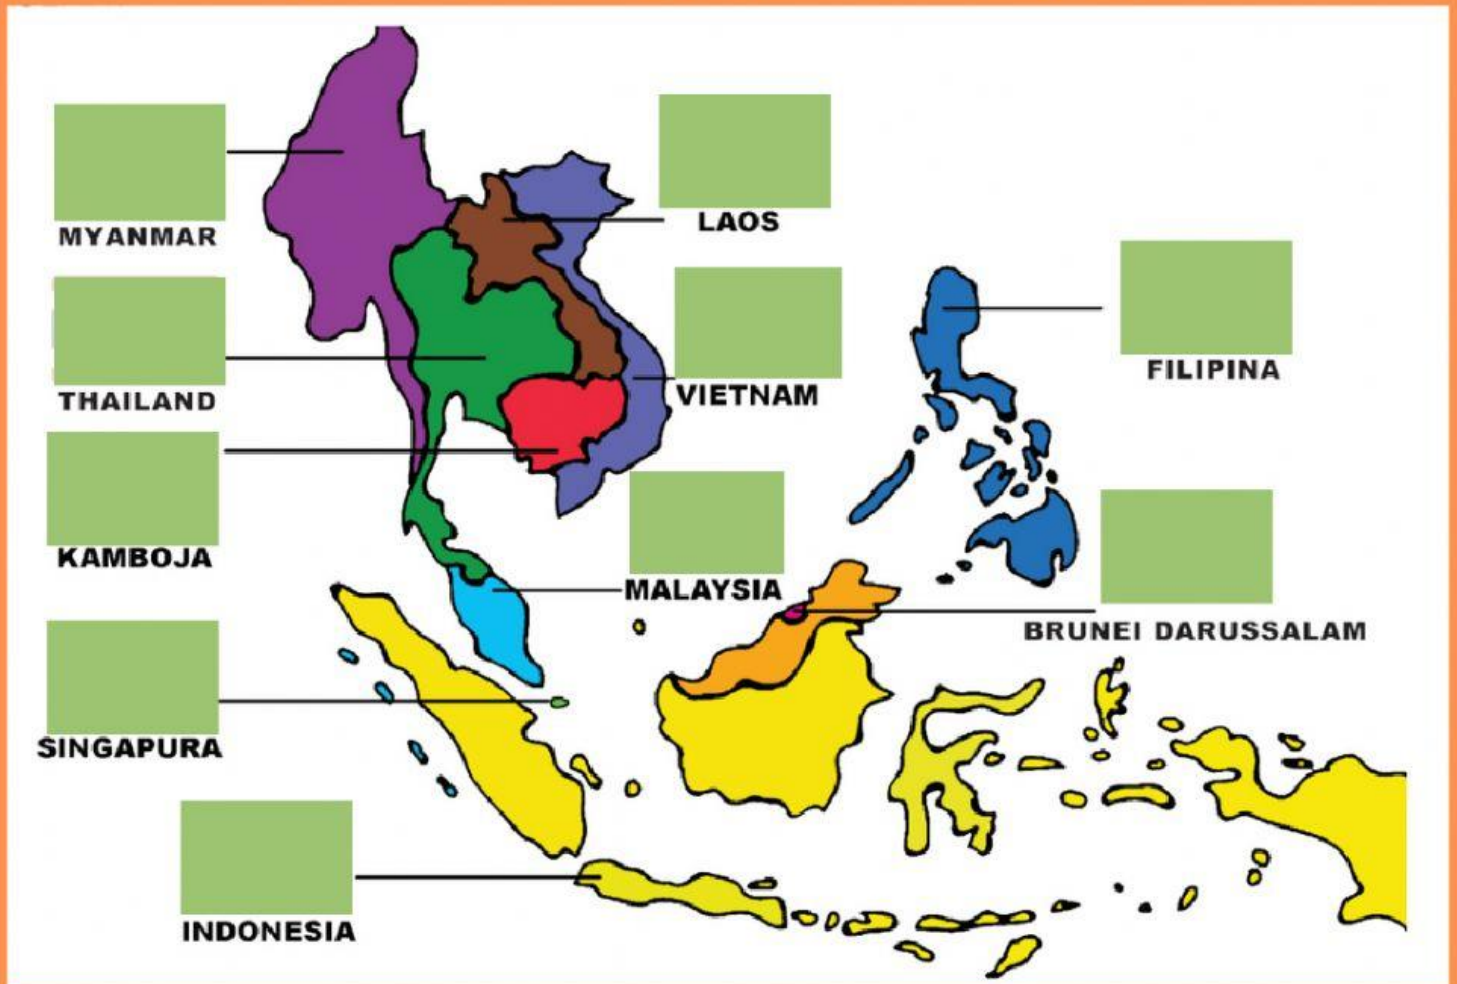 MYANMAR
LAOS
THAILAND
VIETNAM
FILIPINA
KAMBOJA
MALAYSIA
BRUNEI DARUSSALAM
SINGAPURA
INDONESIA